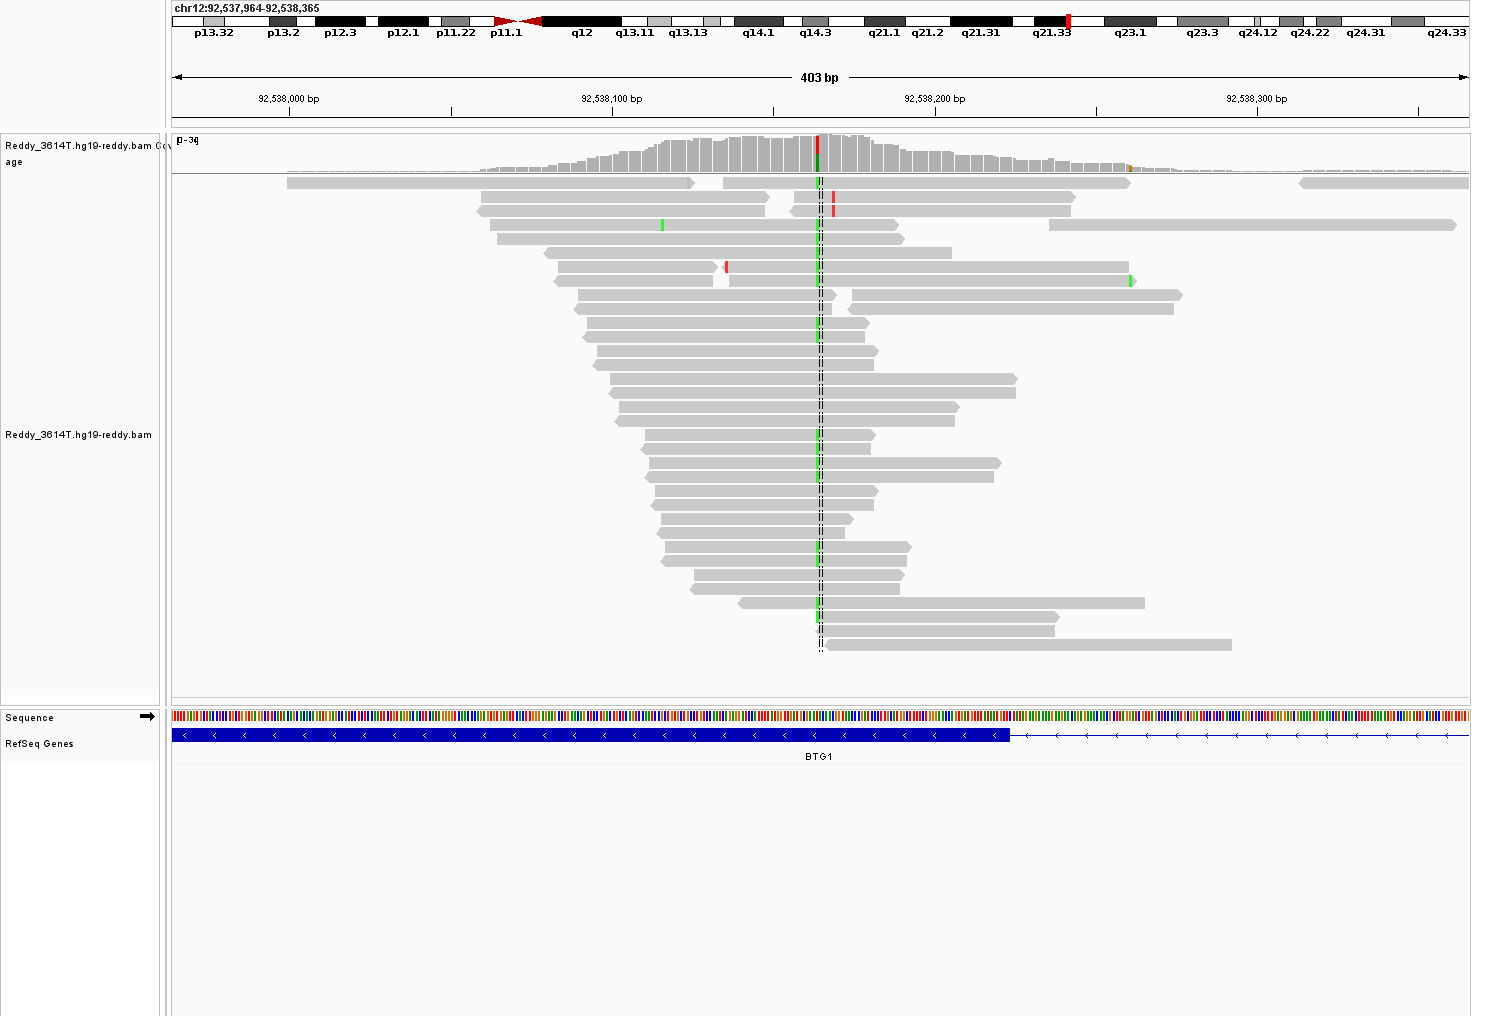 chr12:92,537,964-92,538,365
p13.32 p13.2 p12.3 p12.1 p11.22 p11.1 q12 q13.11 q13.13 q14.1 q14.3 q21.1 q21.2 q21.31 q21.33 q23.1 q23.3 q24.12 q24.22 q24.31 q24.33
403 bp
92,538,000 bp 92,538,100 bp 92,538,200 bp 92,538,300 bp
Reddy_3614T.hg19-reddy.bam Cov
age
Reddy_3614T.hg19-reddy.bam
Sequence
RefSeq Genes
BTG1